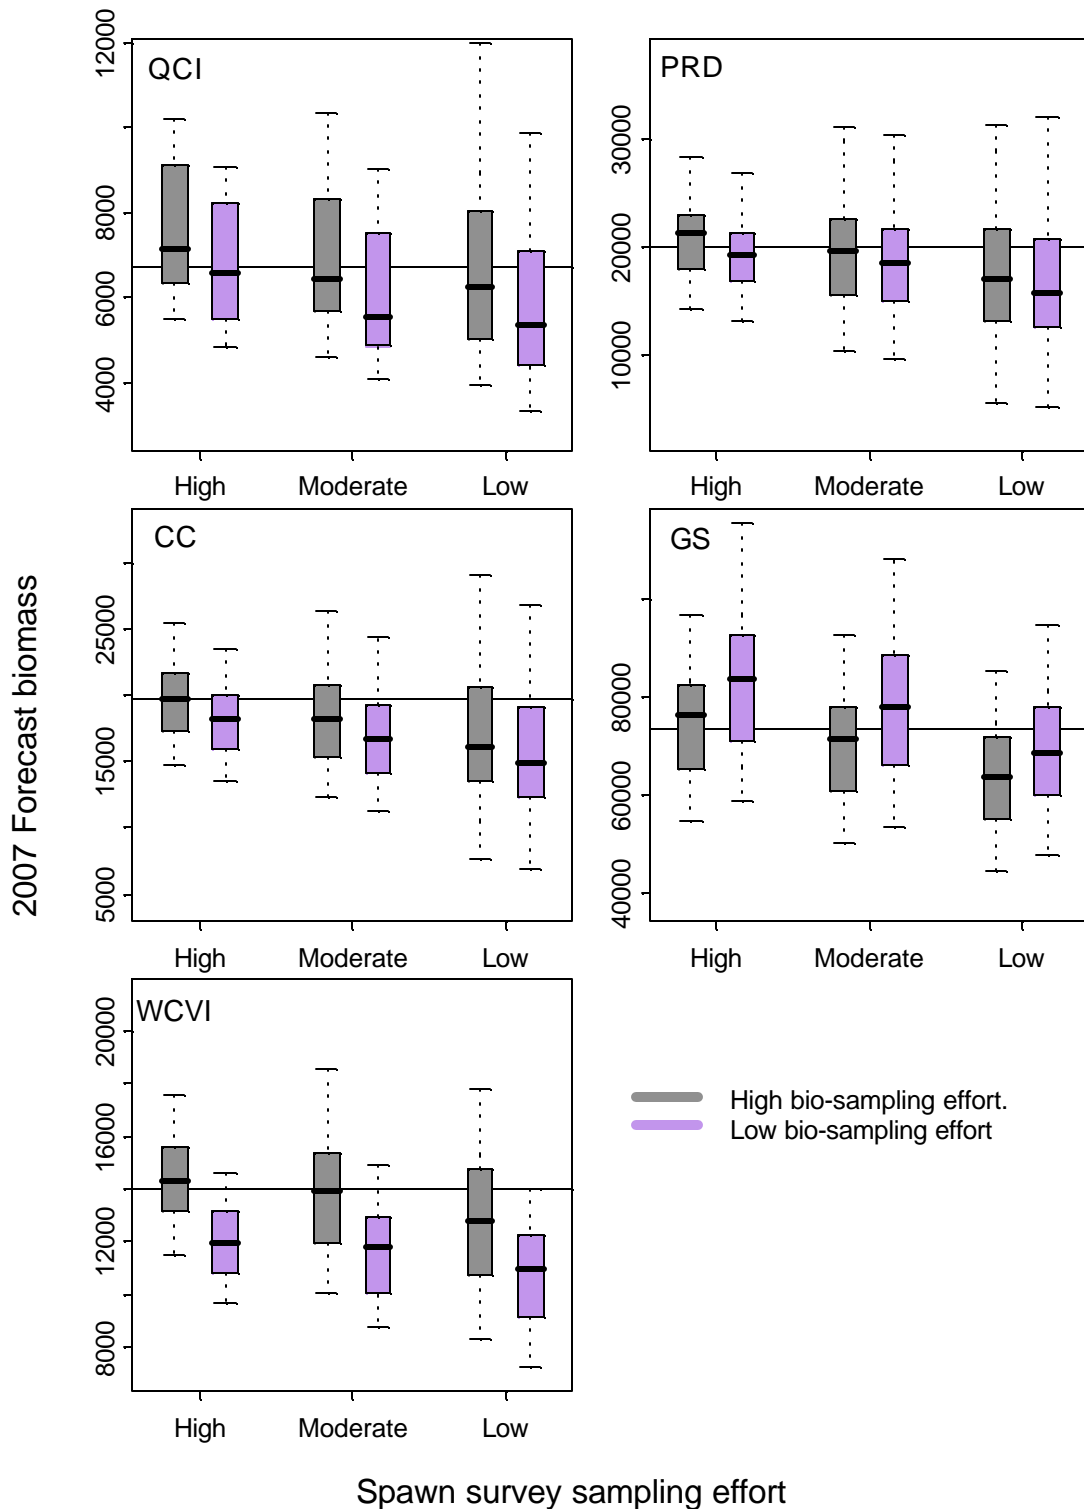 2007 Forecast biomass
QCI
12000
8000
6000
4000
High Moderate Low
PRD
30000
20000
10000
High Moderate Low
CC
25000
15000
5000
High Moderate Low
GS
80000
60000
40000
High Moderate Low
WCVI
20000
16000
12000
8000
High Moderate Low
High bio-sampling effort.
Low bio-sampling effort
Spawn survey sampling effort